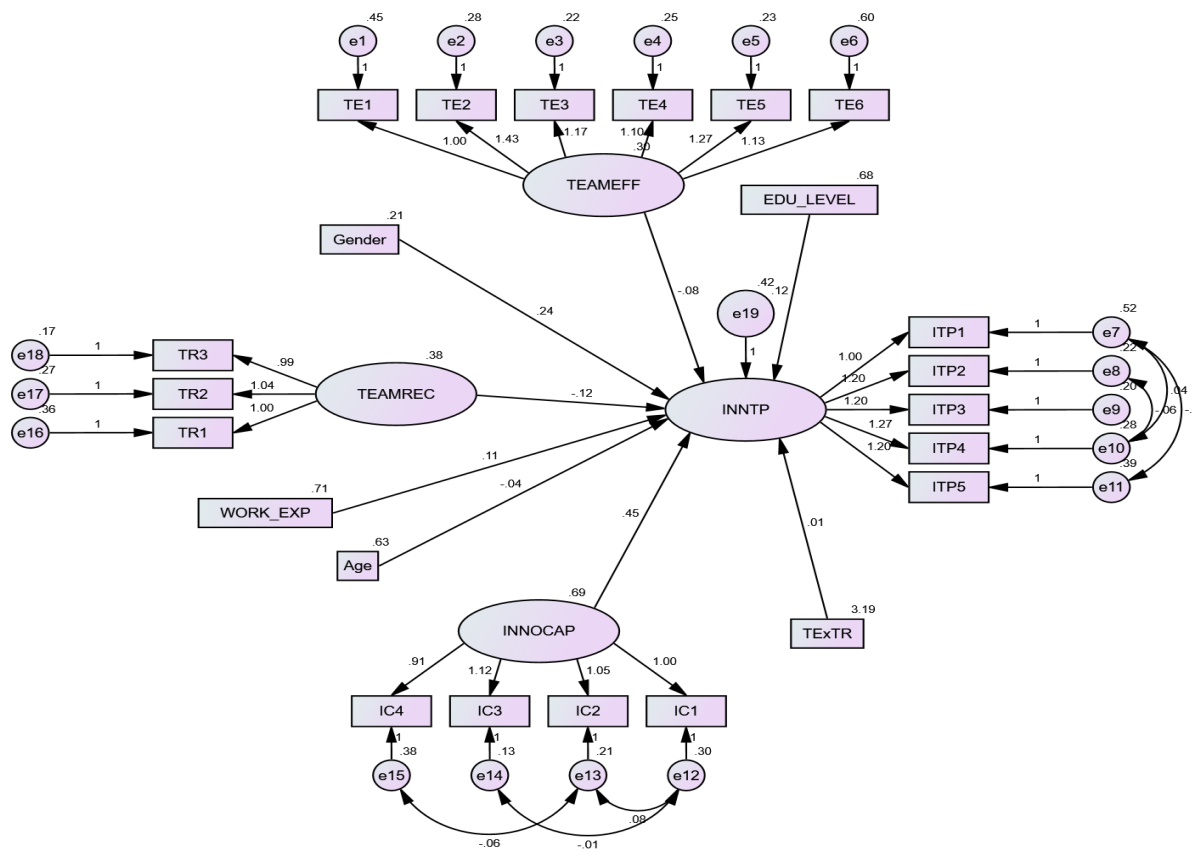 .45 .28 .22 .25 .23 .60
e1 e2 e3 e4 e5 e6
1 1 1 1 1 1
TE1 TE2 TE3 TE4 TE5 TE6
1.00 1.43 1.17 1.10 1.27 1.13
.30
TEAMEFF
.68
EDU_LEVEL
.21
Gender
-.08
.42
.12
e19
1
.24
.52
ITP1 1 e7
.22
1.00
ITP2 1 e8
1.20
.20
ITP3 1 e9
1.20
.04
-.06 -.
.28
ITP4 1 e10
1.27
.39
ITP5 1 e11
1.20
INNTP
.17
e18 1 TR3
.99
.27
e17 1 TR2
1.04
.36
e16 1 TR1
1.00
.38
TEAMREC
-.12
.11
.71
WORK_EXP
-.04
.63
Age
.45
.01
.69
INNOCAP
3.19
TExTR
.91 1.12 1.05 1.00
IC4 IC3 IC2 IC1
1 1 1 1
.38 .13 .21 .30
e15 e14 e13 e12
.08
-.06 -.01